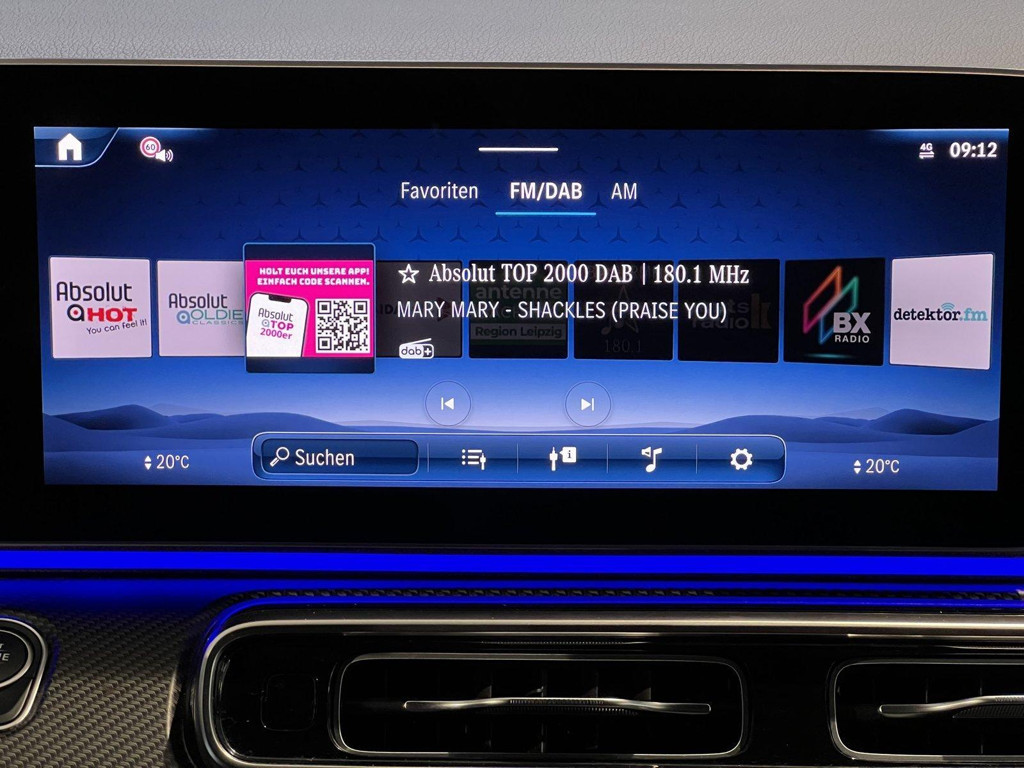 60
4G
09:12
Favoriten FM/DAB AM
Absolut
HOT
You can feel it!
Absolut
OLDIE
CLASSICS
HOLT EUCH UNSERE APP!
EINFACH CODE SCANNEN.
Absolut
TOP
2000er
Absolut TOP 2000 DAB | 180.1 MHz
MARY MARY - SHACKLES (PRAISE YOU)
dab+
antenne
Region Leipzig
180.1
radio
BX
RADIO
detektor.fm
20°C
Suchen
20°C